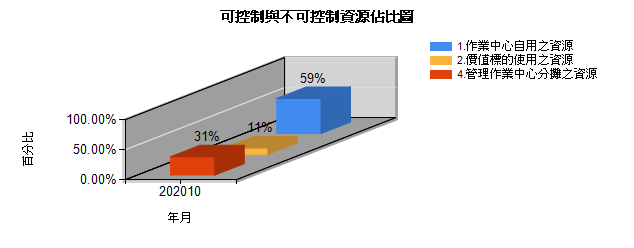 可控制與不可控制資源佔比圖
1.作業中心自用之資源
2.價值標的使用之資源
4.管理作業中心分攤之資源
59%
11%
31%
100.00%
50.00%
0.00%
百分比
202010
年月